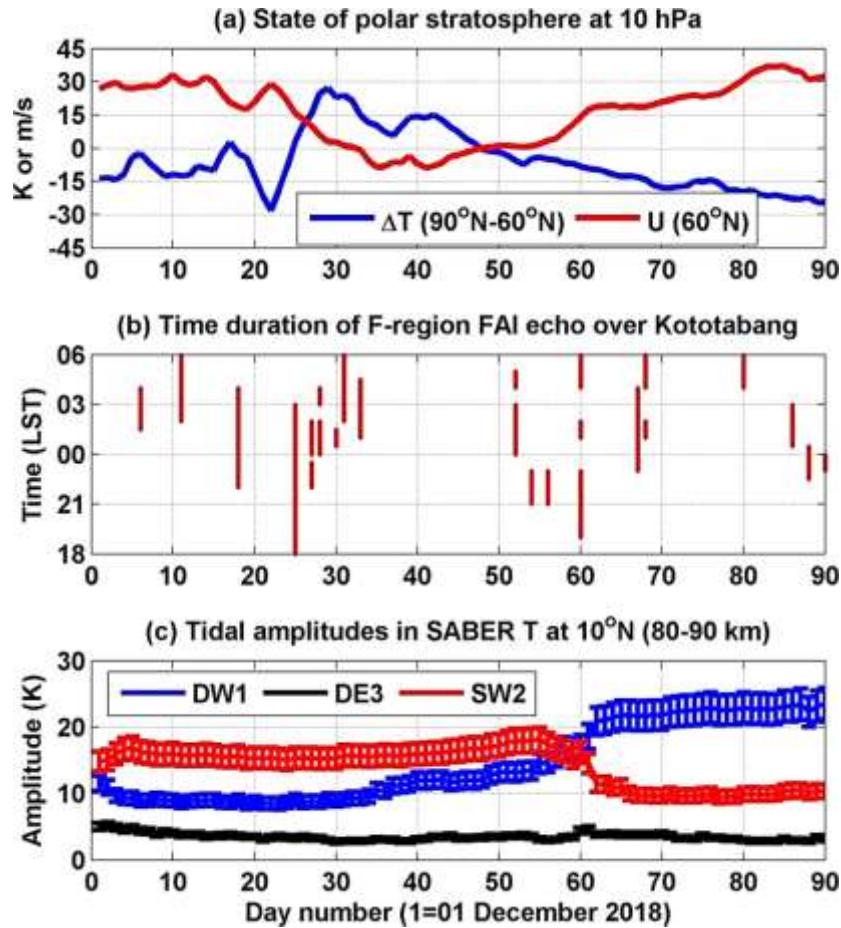 (a) State of polar stratosphere at 10 hPa
K or m/s
45
30
15
0
-15
-30
-45
ΔT (90°N-60°N) U (60°N)
0 10 20 30 40 50 60 70 80 90
(b) Time duration of F-region FAI echo over Kototabang
Time (LST)
06
03
00
21
18
0 10 20 30 40 50 60 70 80 90
(c) Tidal amplitudes in SABER T at 10°N (80-90 km)
Amplitude (K)
30
20
10
0
DW1 DE3 SW2
0 10 20 30 40 50 60 70 80 90
Day number (1=01 December 2018)